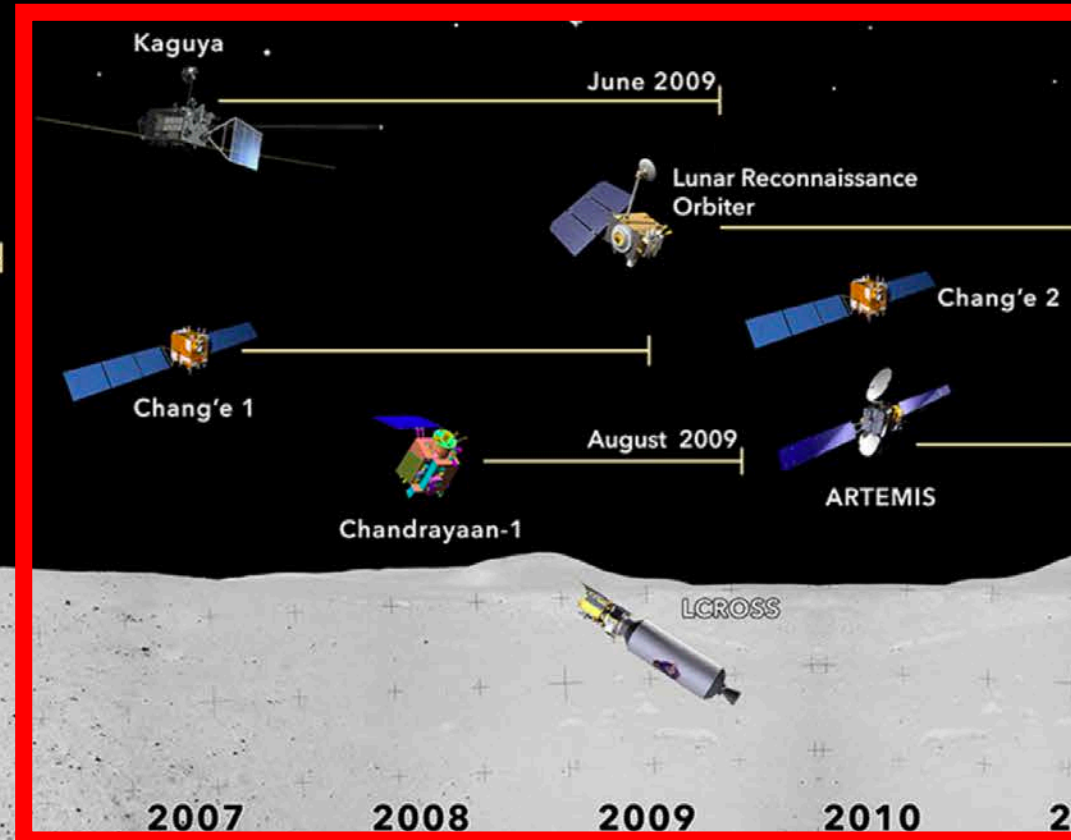 Kaguya
June 2009
Lunar Reconnaissance
Orbiter
Chang'e 2
Chang'e 1
August 2009
ARTEMIS
Chandrayaan-1
LCROSS
2007
2008
2009
2010
2